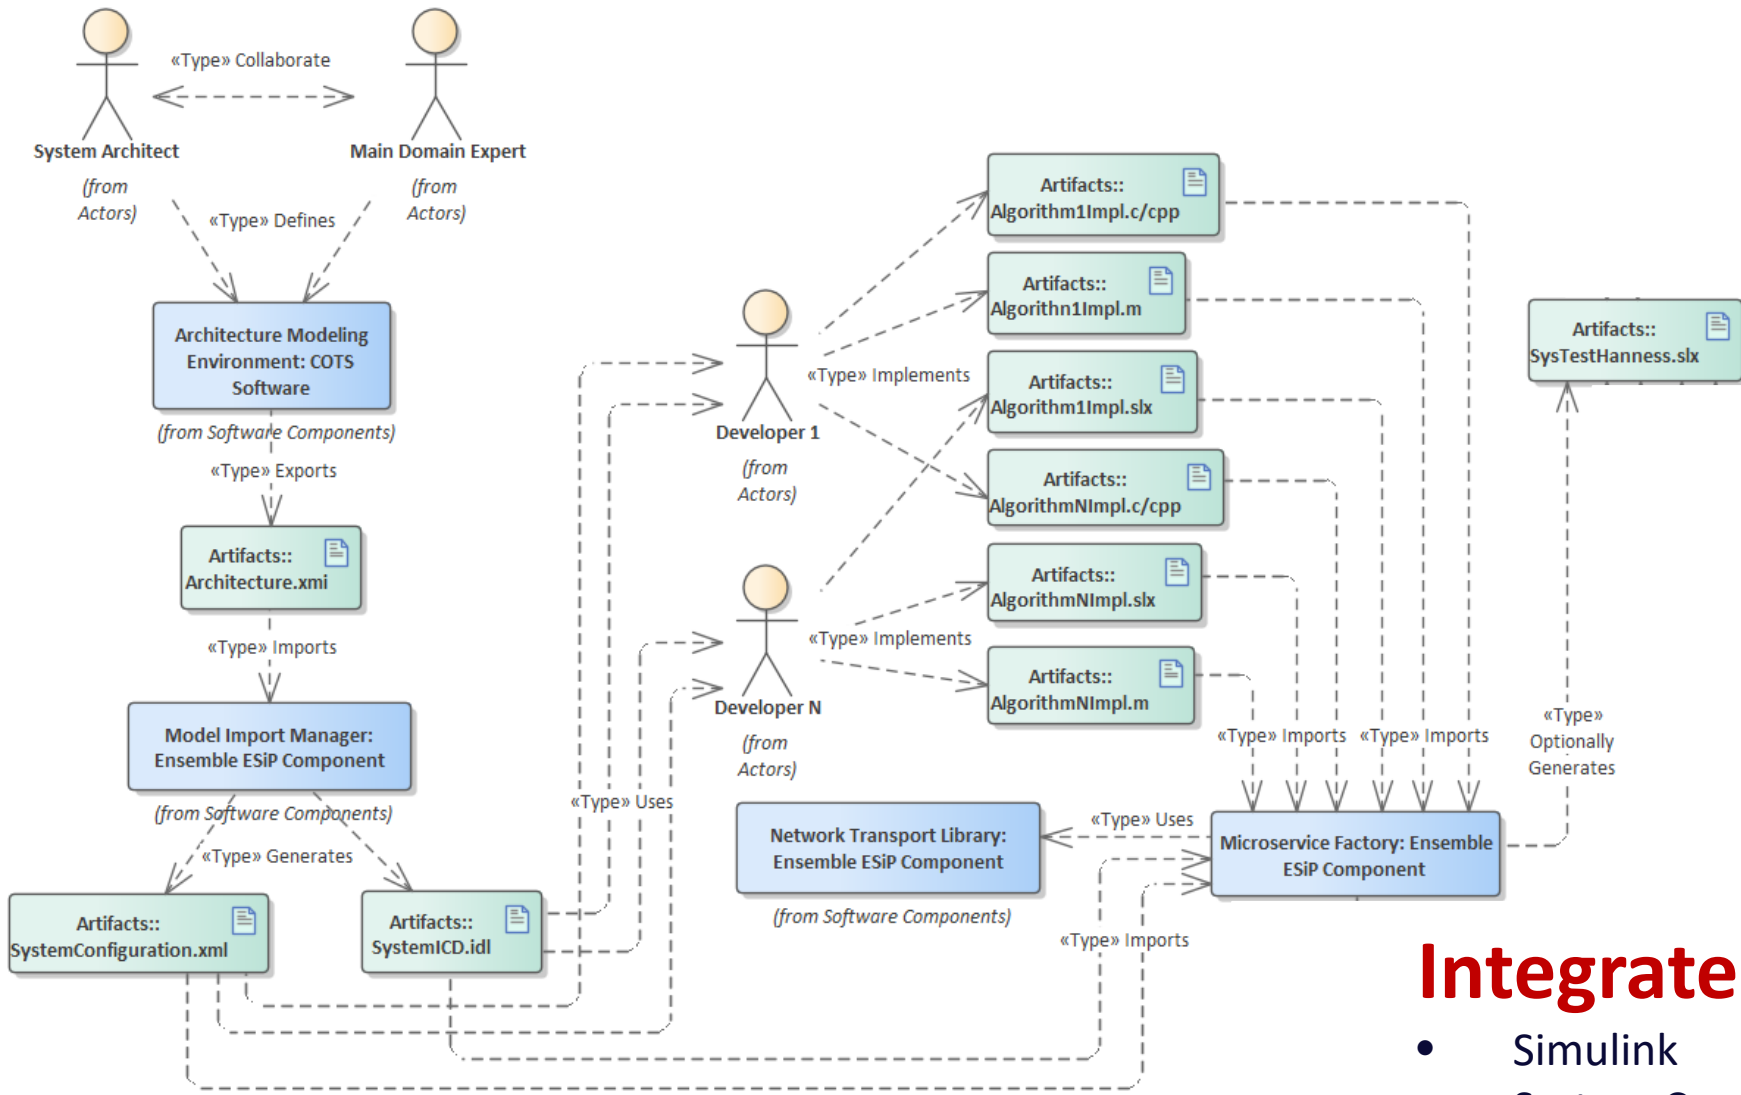 «Type» Collaborate
System Architect
(from
Actors)
Main Domain Expert
(from
Actors)
«Type» Defines
Architecture Modeling
Environment: COTS
Software
(from Software Components)
«Type» Exports
Artifacts::
Architecture.xmi
«Type» Imports
Model Import Manager:
Ensemble ESiP Component
(from Software Components)
«Type» Generates
Artifacts::
SystemConfiguration.xml
Artifacts::
SystemICD.idl
«Type» Uses
Developer 1
(from
Actors)
«Type» Implements
Developer N
(from
Actors)
«Type» Implements
Artifacts::
Algorithm1Impl.c/cpp
Artifacts::
Algorithn1Impl.m
Artifacts::
Algorithm1Impl.slx
Artifacts::
AlgorithmNImpl.c/cpp
Artifacts::
AlgorithmNImpl.slx
Artifacts::
AlgorithmNImpl.m
«Type» Imports
«Type» Imports
Network Transport Library:
Ensemble ESiP Component
(from Software Components)
«Type» Uses
«Type» Imports
Microservice Factory: Ensemble
ESiP Component
«Type»
Optionally
Generates
Artifacts::
SysTestHanness.slx
Integrate
• Simulink